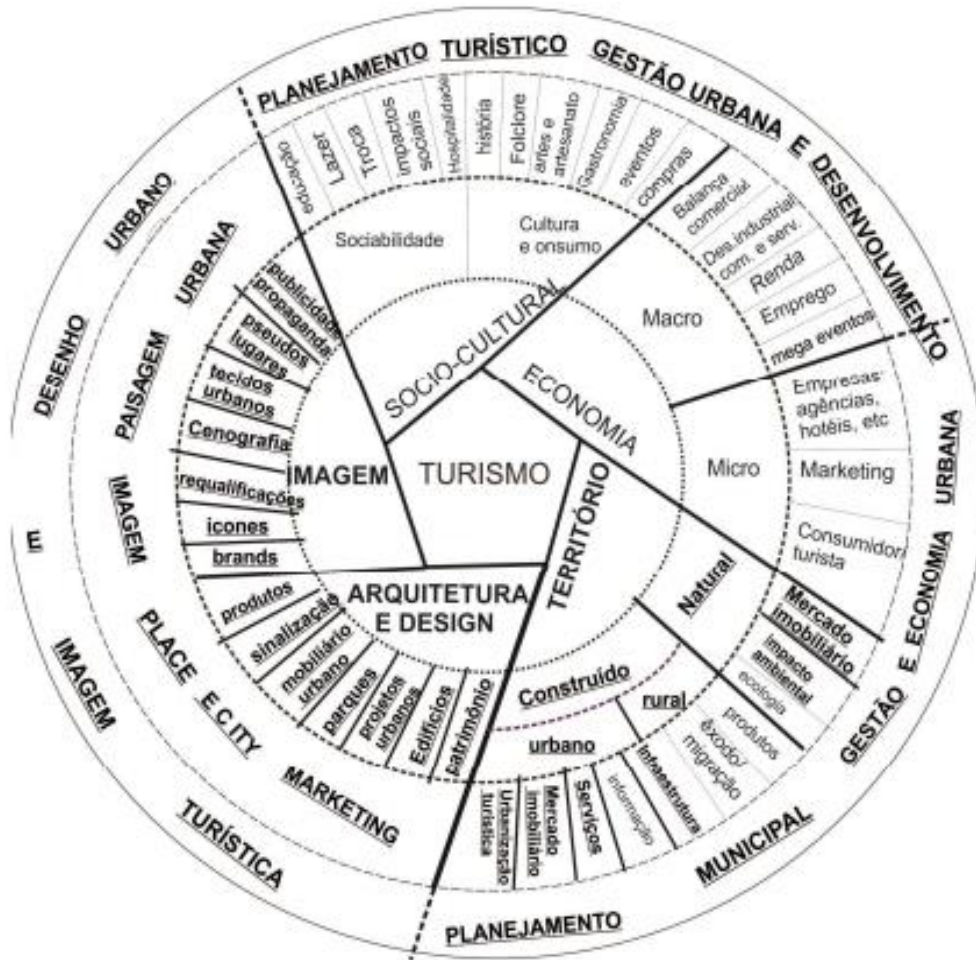 PLANEJAMENTO TURÍSTICO
GESTÃO URBANA E DESENVOLVIMENTO
URBANA
GESTÃO E ECONOMIA
PLANEJAMENTO MUNICIPAL
DESENHO URBANO
E
IMAGEM TURÍSTICA
PAISAGEM URBANA
IMAGEM
PLACE E C ITY MARKETING
educação
Lazer
Troca
impactos
sociais
Hospitalidade
história
Folclore
artes e
artesanato
Gastronomia
eventos
compras
Balança
comercial
Des.industrial
com. e serv.
Renda
Emprego
mega eventos
Empresas:
agências,
hotéis, etc
Marketing
Consumidor/
turista
Mercado
imobiliário
impacto
ambiental
ecologia
produtos
êxodo/
migração
Infraestrutura
informação
Serviços
Mercado
imobiliário
Urbanização
turística
patrimônio
Edifícios
projetos
urbanos
parques
mobiliário
urbano
sinalização
produtos
brands
icones
requalificações
Cenografia
tecidos
urbanos
pseudos
lugares
publicidade
propaganda
Sociabilidade
Cultura
e onsumo
Macro
Micro
Natural
rural
Construído
urbano
SOCIO-CULTURAL
ECONOMIA
TERRITÓRIO
ARQUITETURA
E DESIGN
IMAGEM
TURISMO